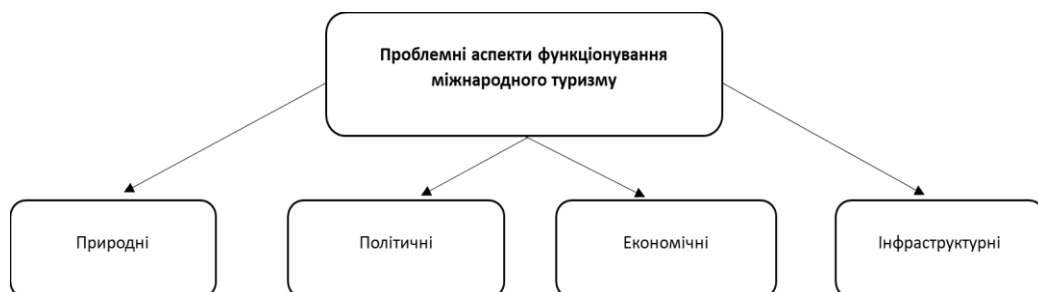 Проблемні аспекти функціонування
міжнародного туризму
Природні
Політичні
Економічні
Інфраструктурні